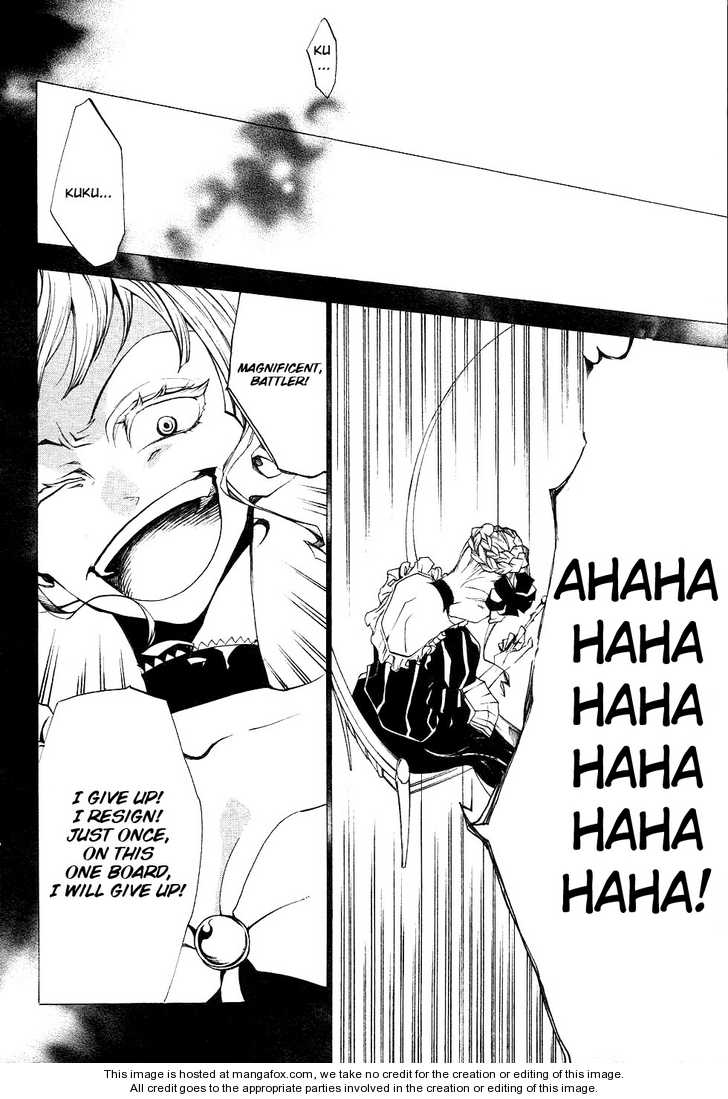 KU
...
KUKU...
AHAHA
HAHA
HAHA
HAHA
HAHA
HAHA!
MAGNIFICENT,
BATTLER!
I GIVE UP!
I RESIGN!
JUST ONCE,
ON THIS
ONE BOARD,
I WILL GIVE UP!
This image is hosted at mangafox.com, we take no credit for the creation or editing of this image.
All credit goes to the appropriate parties involved in the creation or editing of this image.